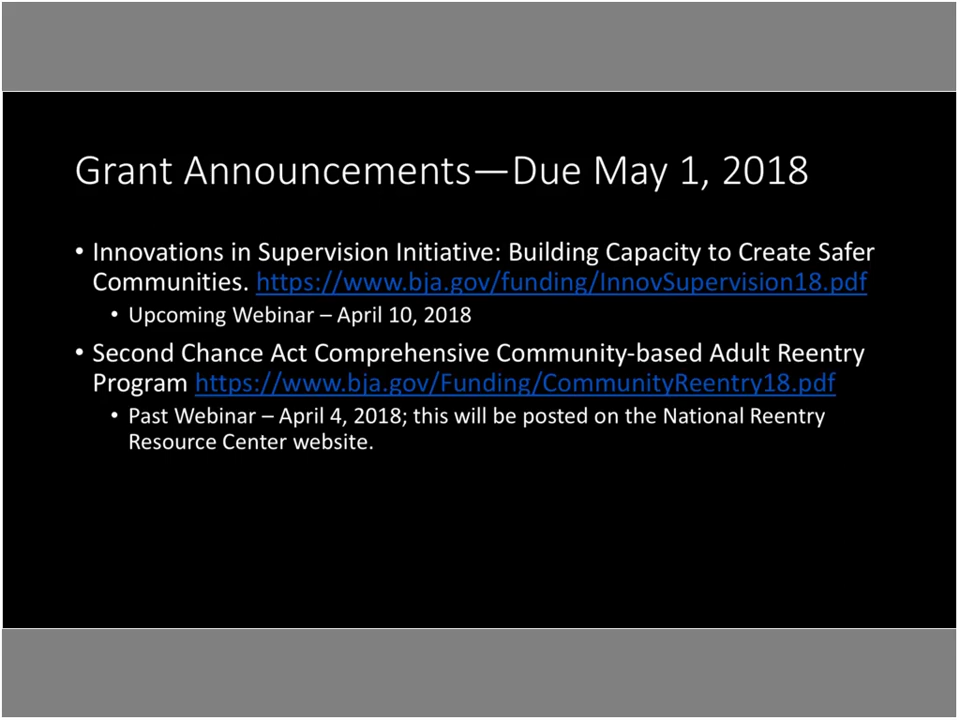 Grant Announcements—Due May 1, 2018
• Innovations in Supervision Initiative: Building Capacity to Create Safer
Communities. https://www.bja.gov/funding/InnovSupervision18.pdf
• Upcoming Webinar – April 10, 2018
• Second Chance Act Comprehensive Community-based Adult Reentry
Program https://www.bja.gov/Funding/CommunityReentry18.pdf
• Past Webinar – April 4, 2018; this will be posted on the National Reentry
Resource Center website.